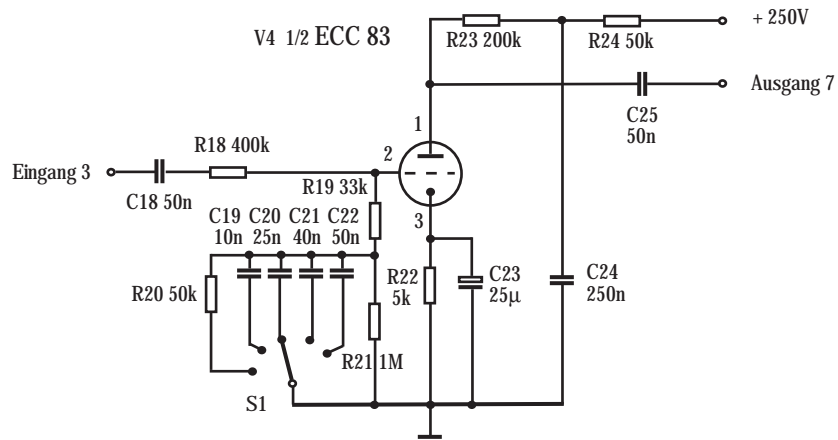 V4 1/2 ECC 83
R23 200k
R24 50k
+ 250V
Ausgang 7
C25
50n
1
2
3
Eingang 3
C18 50n
R18 400k
R19 33k
C19
10n
C20
25n
C21
40n
C22
50n
R20 50k
R21 1M
R22
5k
C23
25µ
C24
250n
S1